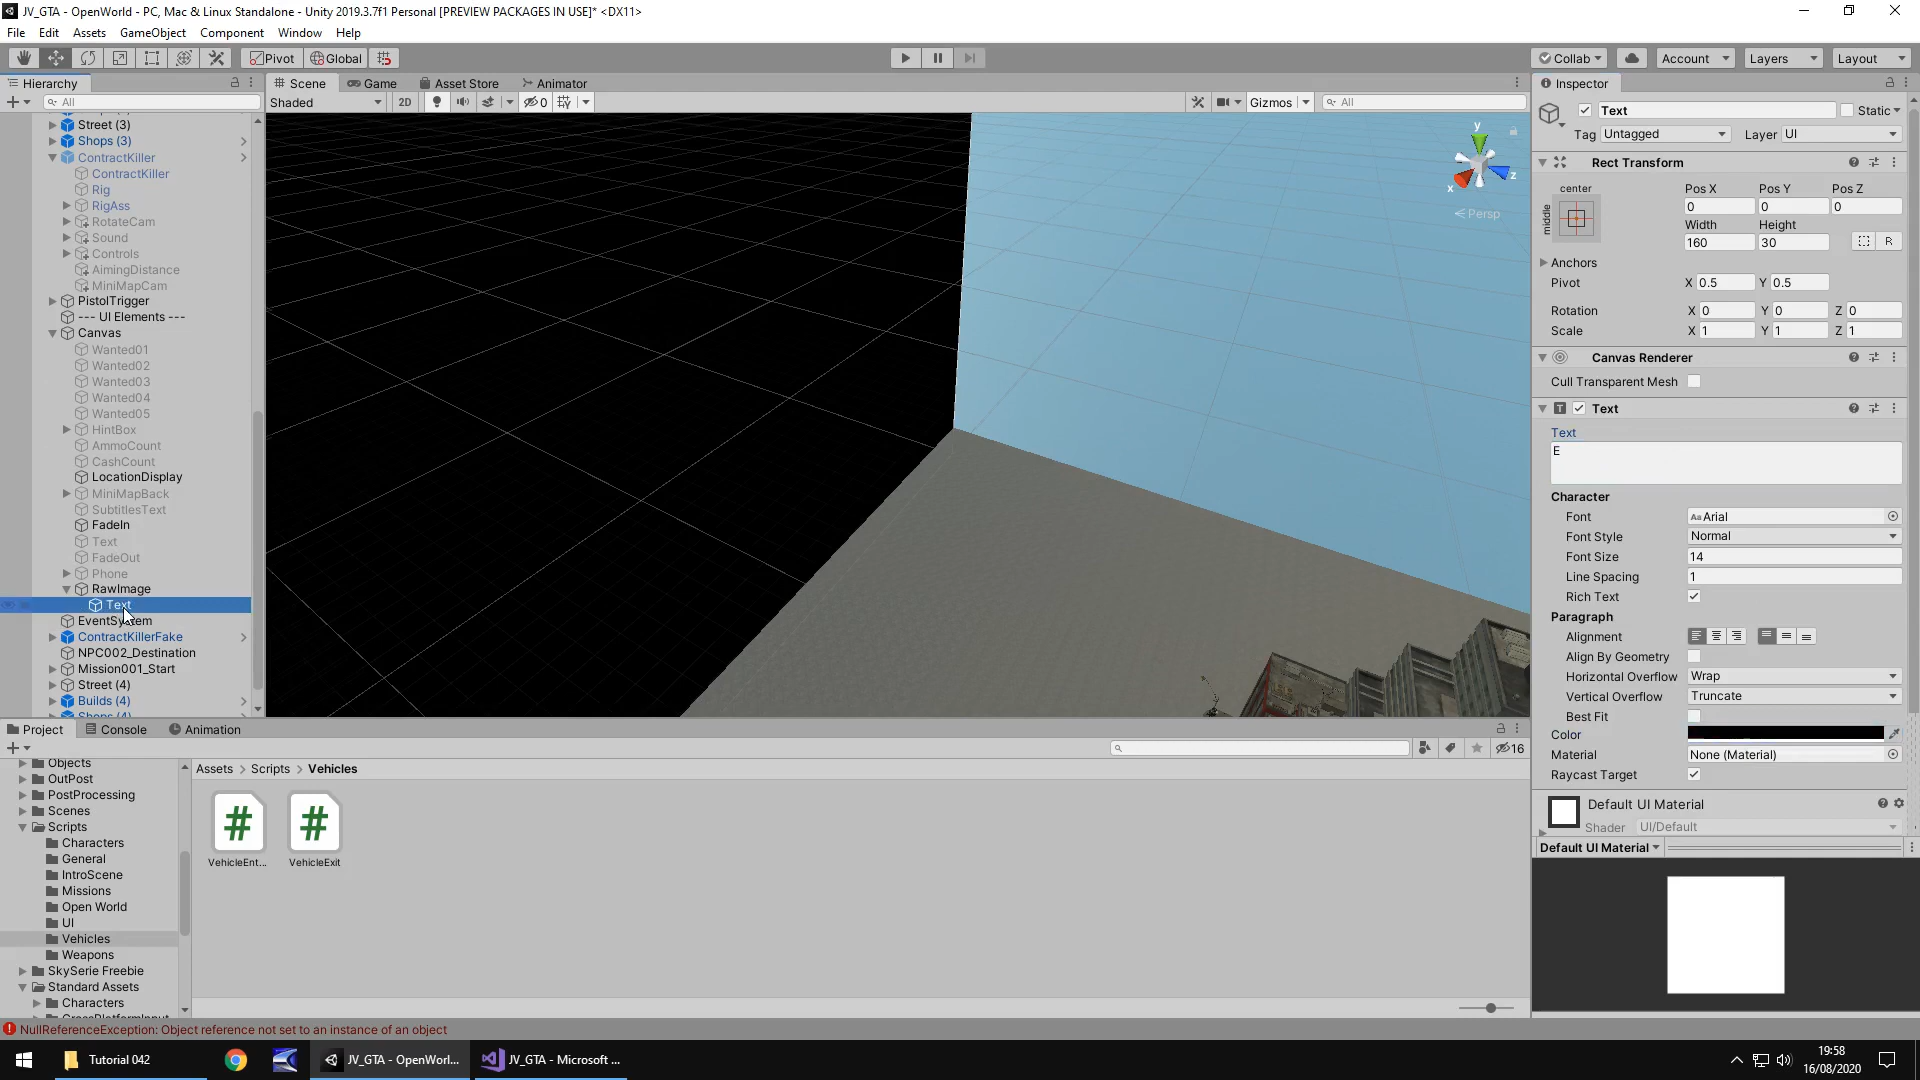 JV_GTA - OpenWorld - PC, Mac & Linux Standalone - Unity 2019.3.7f1 Personal [PREVIEW PACKAGES IN USE]* <DX11>
File Edit Assets GameObject Component Window Help
Pivot Global Collab Account Layers Layout
Hierarchy
All
Street (3)
Shops (3)
ContractKiller
ContractKiller
Rig
RigAss
RotateCam
Sound
Controls
AimingDistance
MiniMapCam
PistolTrigger
--- UI Elements ---
Canvas
Wanted01
Wanted02
Wanted03
Wanted04
Wanted05
HintBox
AmmoCount
CashCount
LocationDisplay
MiniMapBack
SubtitlesText
FadeIn
Text
FadeOut
Phone
RawImage
Text
EventSystem
ContractKillerFake
NPC002_Destination
Mission001_Start
Street (4)
Builds (4)
Shops (4)
Scene Game Asset Store Animator
Shaded 2D 0 Gizmos All
y
x
z
Persp
Inspector
Text Static
Tag Untagged Layer UI
Rect Transform
center
middle
Pos X Pos Y Pos Z
0 0 0
Width Height
160 30 R
Anchors
Pivot X 0.5 Y 0.5
Rotation X 0 Y 0 Z 0
Scale X 1 Y 1 Z 1
Canvas Renderer
Cull Transparent Mesh
Text
Text
E
Character
Font Arial
Font Style Normal
Font Size 14
Line Spacing 1
Rich Text
Paragraph
Alignment
Align By Geometry
Horizontal Overflow Wrap
Vertical Overflow Truncate
Best Fit
Color
Material None (Material)
Raycast Target
Default UI Material
Shader UI/Default
Default UI Material
Project Console Animation
16
Objects
OutPost
PostProcessing
Scenes
Scripts
Characters
General
IntroScene
Missions
Open World
UI
Vehicles
Weapons
SkySerie Freebie
Standard Assets
Characters
Assets > Scripts > Vehicles
VehicleEnt... VehicleExit
NullReferenceException: Object reference not set to an instance of an object
Tutorial 042
JV_GTA - OpenWorl...
JV_GTA - Microsoft ...
19:58
16/08/2020